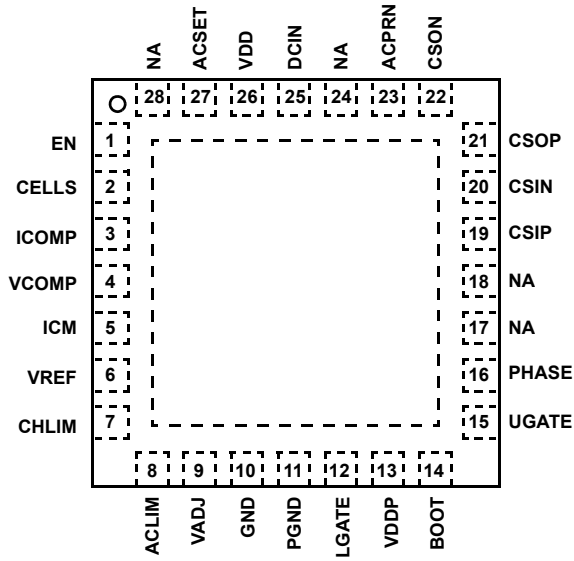 NA ACSET VDD DCIN NA ACPRN CSON
28 27 26 25 24 23 22
EN 1
CELLS 2
ICOMP 3
VCOMP 4
ICM 5
VREF 6
CHLIM 7
21 CSOP
20 CSIN
19 CSIP
18 NA
17 NA
16 PHASE
15 UGATE
8 9 10 11 12 13 14
ACLIM VADJ GND PGND LGATE VDDP BOOT